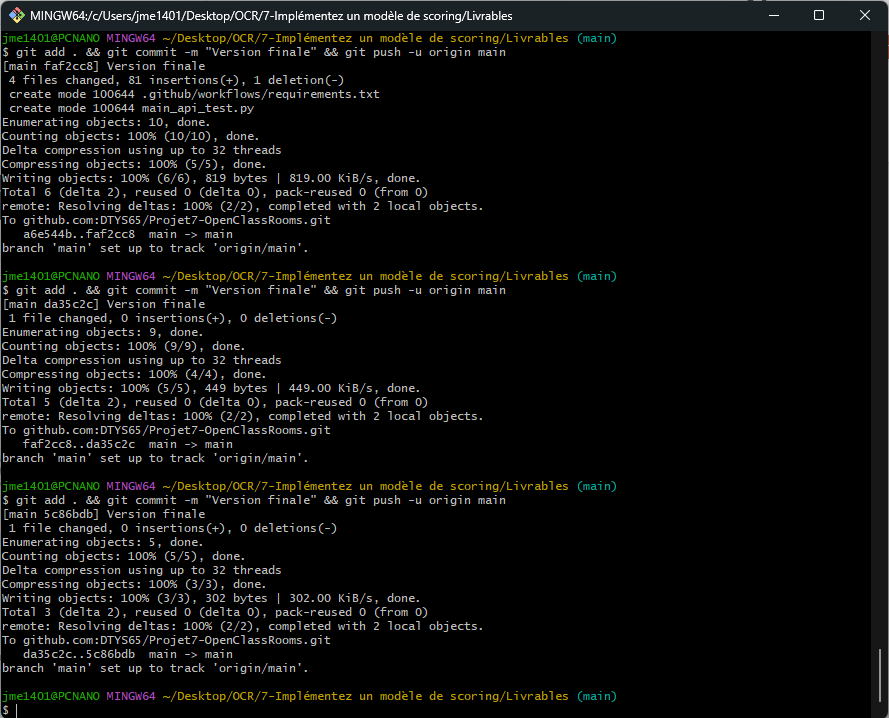 MINGW64:/c/Users/jme1401/Desktop/OCR/7-Implémentez un modèle de scoring/Livrables
jme1401@PCNANO MINGW64 ~/Desktop/OCR/7-Implémentez un modèle de scoring/Livrables (main)
$ git add . && git commit -m "Version finale" && git push -u origin main
[main faf2cc8] Version finale
 4 files changed, 81 insertions(+), 1 deletion(-)
 create mode 100644 .github/workflows/requirements.txt
 create mode 100644 main_api_test.py
Enumerating objects: 10, done.
Counting objects: 100% (10/10), done.
Delta compression using up to 32 threads
Compressing objects: 100% (5/5), done.
Writing objects: 100% (6/6), 819 bytes | 819.00 KiB/s, done.
Total 6 (delta 2), reused 0 (delta 0), pack-reused 0 (from 0)
remote: Resolving deltas: 100% (2/2), completed with 2 local objects.
To github.com:DTYS65/Projet7-OpenClassRooms.git
   a6e544b..faf2cc8  main -> main
branch 'main' set up to track 'origin/main'.
jme1401@PCNANO MINGW64 ~/Desktop/OCR/7-Implémentez un modèle de scoring/Livrables (main)
$ git add . && git commit -m "Version finale" && git push -u origin main
[main da35c2c] Version finale
 1 file changed, 0 insertions(+), 0 deletions(-)
Enumerating objects: 9, done.
Counting objects: 100% (9/9), done.
Delta compression using up to 32 threads
Compressing objects: 100% (4/4), done.
Writing objects: 100% (5/5), 449 bytes | 449.00 KiB/s, done.
Total 5 (delta 2), reused 0 (delta 0), pack-reused 0 (from 0)
remote: Resolving deltas: 100% (2/2), completed with 2 local objects.
To github.com:DTYS65/Projet7-OpenClassRooms.git
   faf2cc8..da35c2c  main -> main
branch 'main' set up to track 'origin/main'.
jme1401@PCNANO MINGW64 ~/Desktop/OCR/7-Implémentez un modèle de scoring/Livrables (main)
$ git add . && git commit -m "Version finale" && git push -u origin main
[main 5c86bdb] Version finale
 1 file changed, 0 insertions(+), 0 deletions(-)
Enumerating objects: 5, done.
Counting objects: 100% (5/5), done.
Delta compression using up to 32 threads
Compressing objects: 100% (3/3), done.
Writing objects: 100% (3/3), 302 bytes | 302.00 KiB/s, done.
Total 3 (delta 2), reused 0 (delta 0), pack-reused 0 (from 0)
remote: Resolving deltas: 100% (2/2), completed with 2 local objects.
To github.com:DTYS65/Projet7-OpenClassRooms.git
   da35c2c..5c86bdb  main -> main
branch 'main' set up to track 'origin/main'.
jme1401@PCNANO MINGW64 ~/Desktop/OCR/7-Implémentez un modèle de scoring/Livrables (main)
$